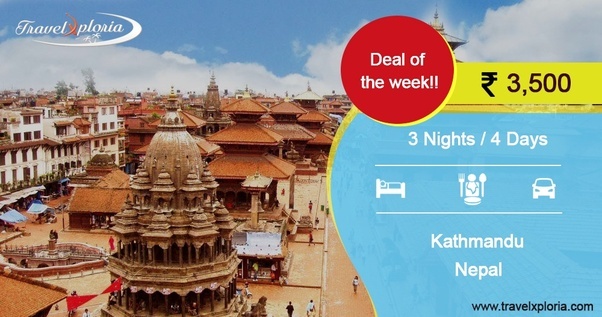 TravelXploria
Deal of
the week!!
₹ 3,500
3 Nights / 4 Days
Kathmandu
Nepal
www.travelxploria.com